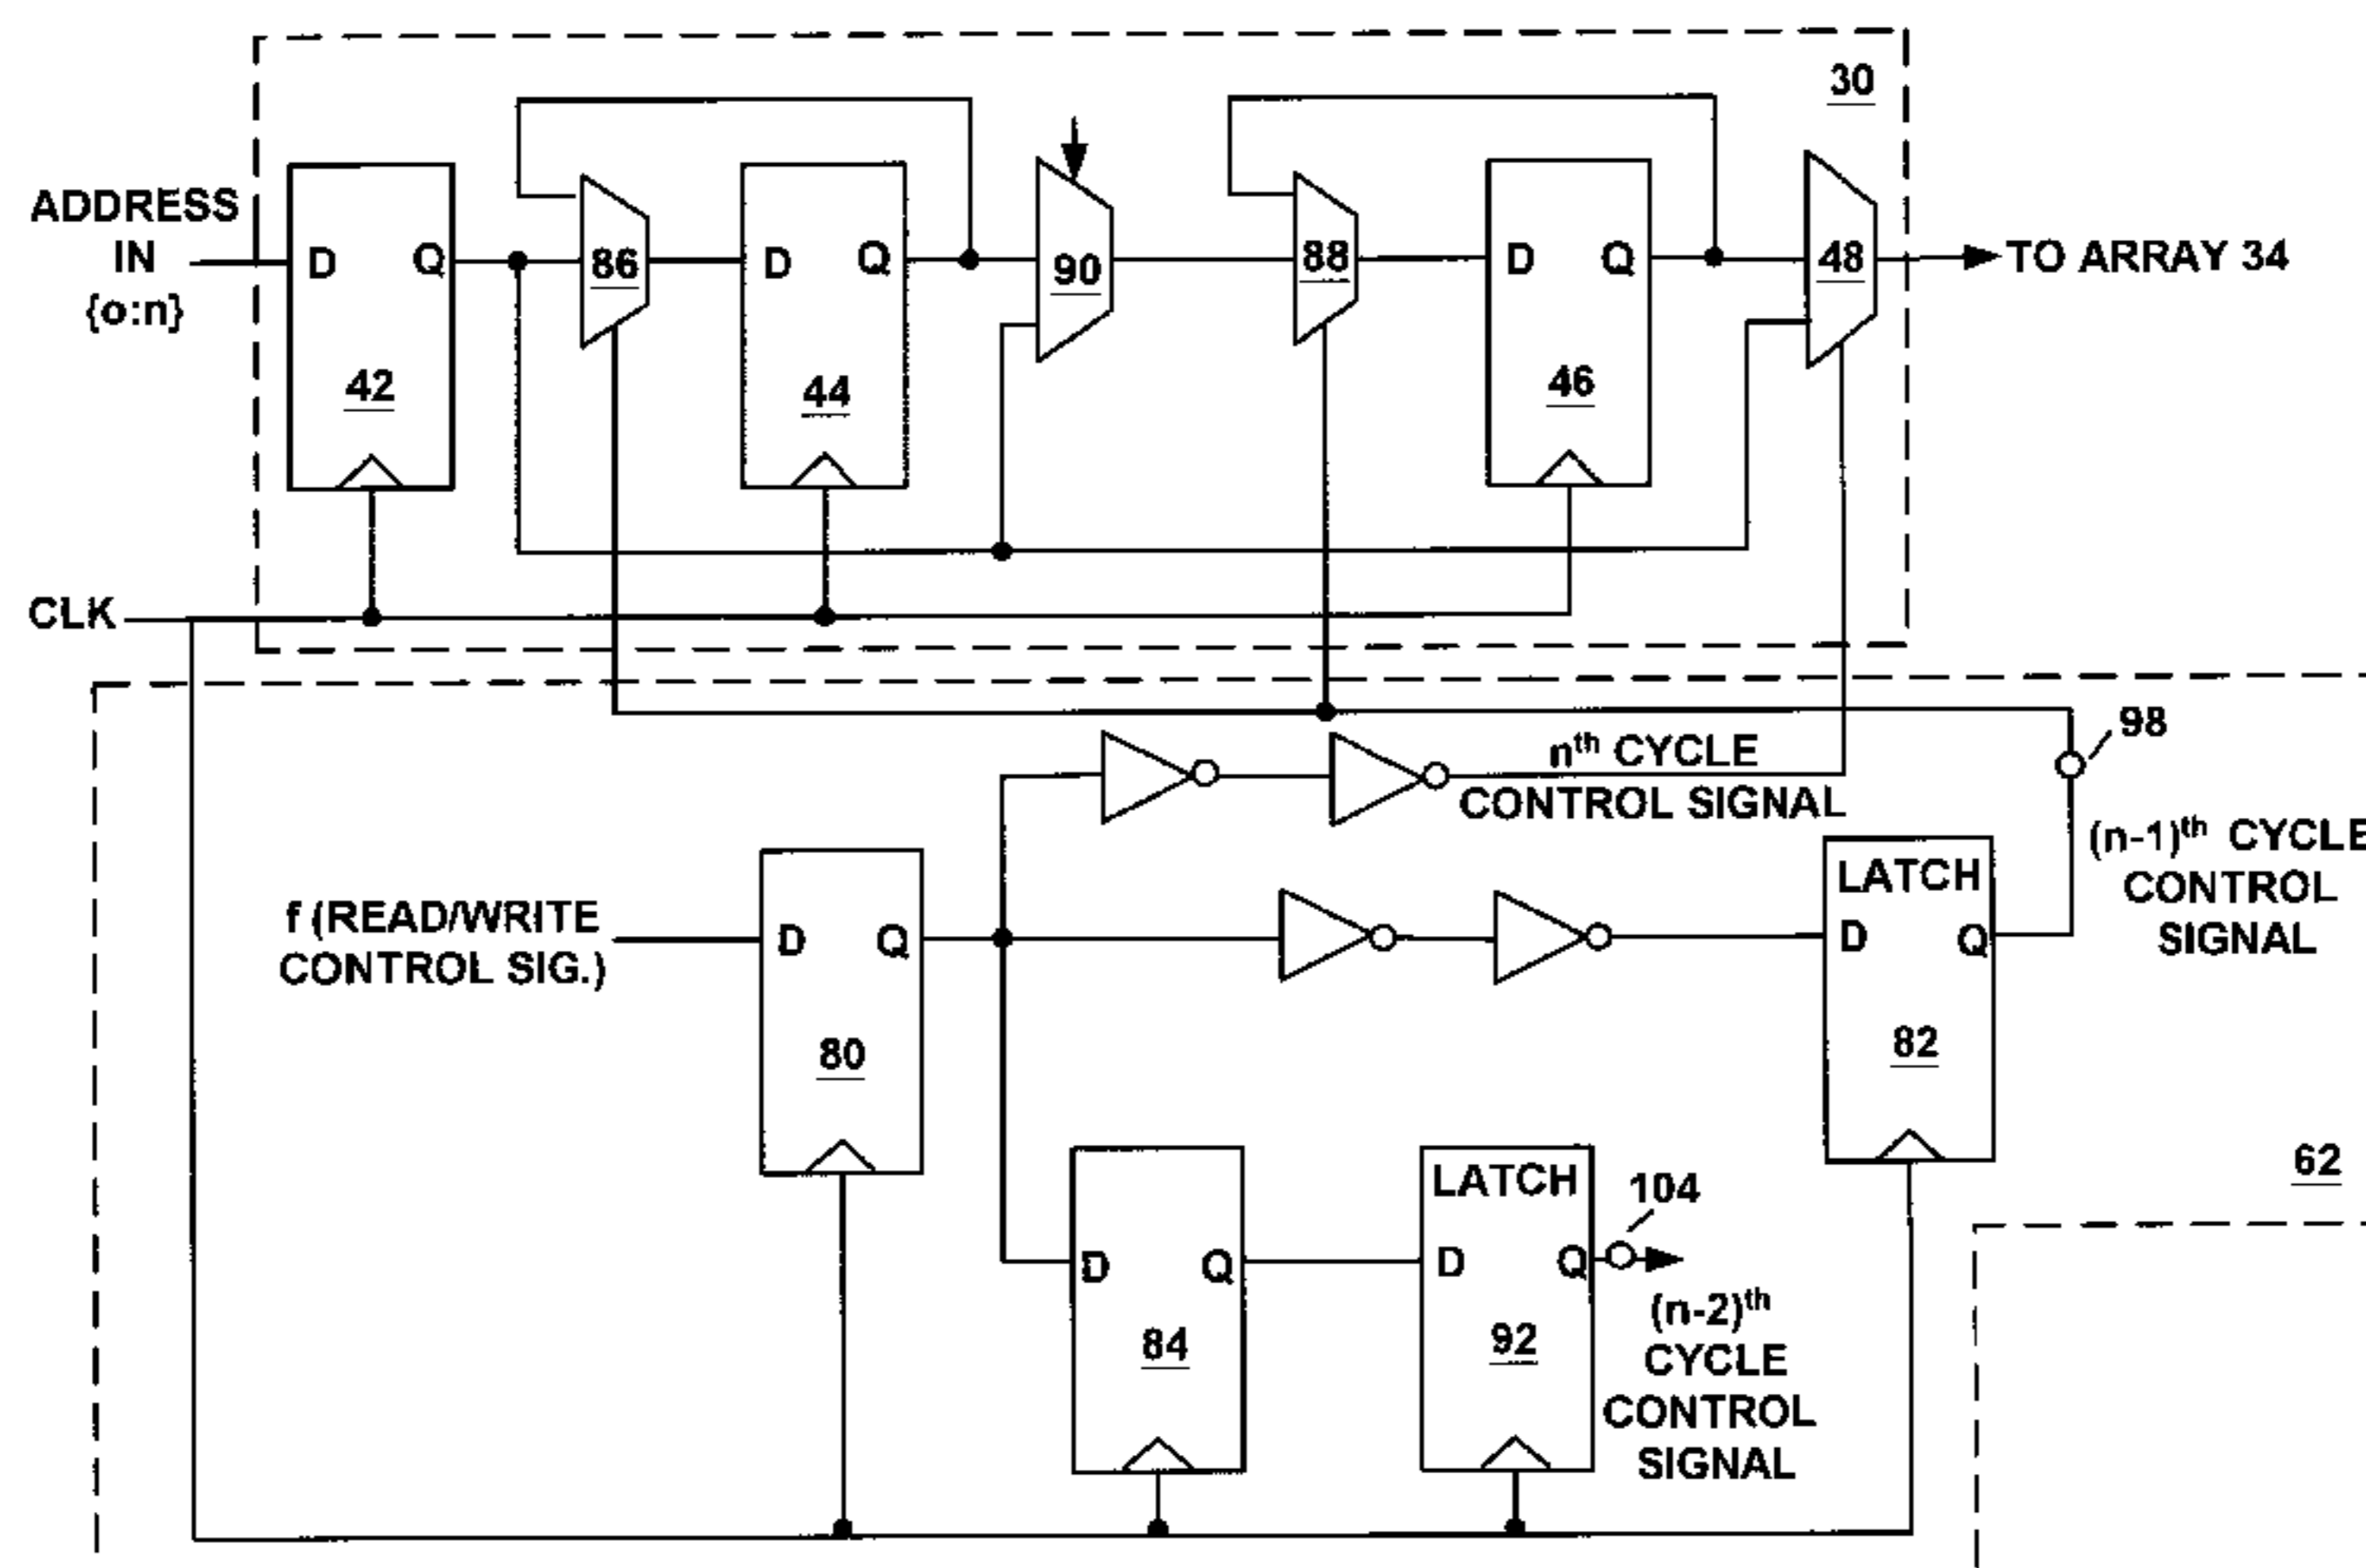 30
ADDRESS
IN
{o:n}
D Q
42
86
D Q
44
90
88
D Q
46
48
TO ARRAY 34
CLK
98
nth CYCLE
CONTROL SIGNAL
(n-1)th CYCLE
CONTROL
SIGNAL
f (READ/WRITE
CONTROL SIG.)
D Q
80
LATCH
D Q
82
62
D Q
84
LATCH
D Q
92
104
(n-2)th
CYCLE
CONTROL
SIGNAL